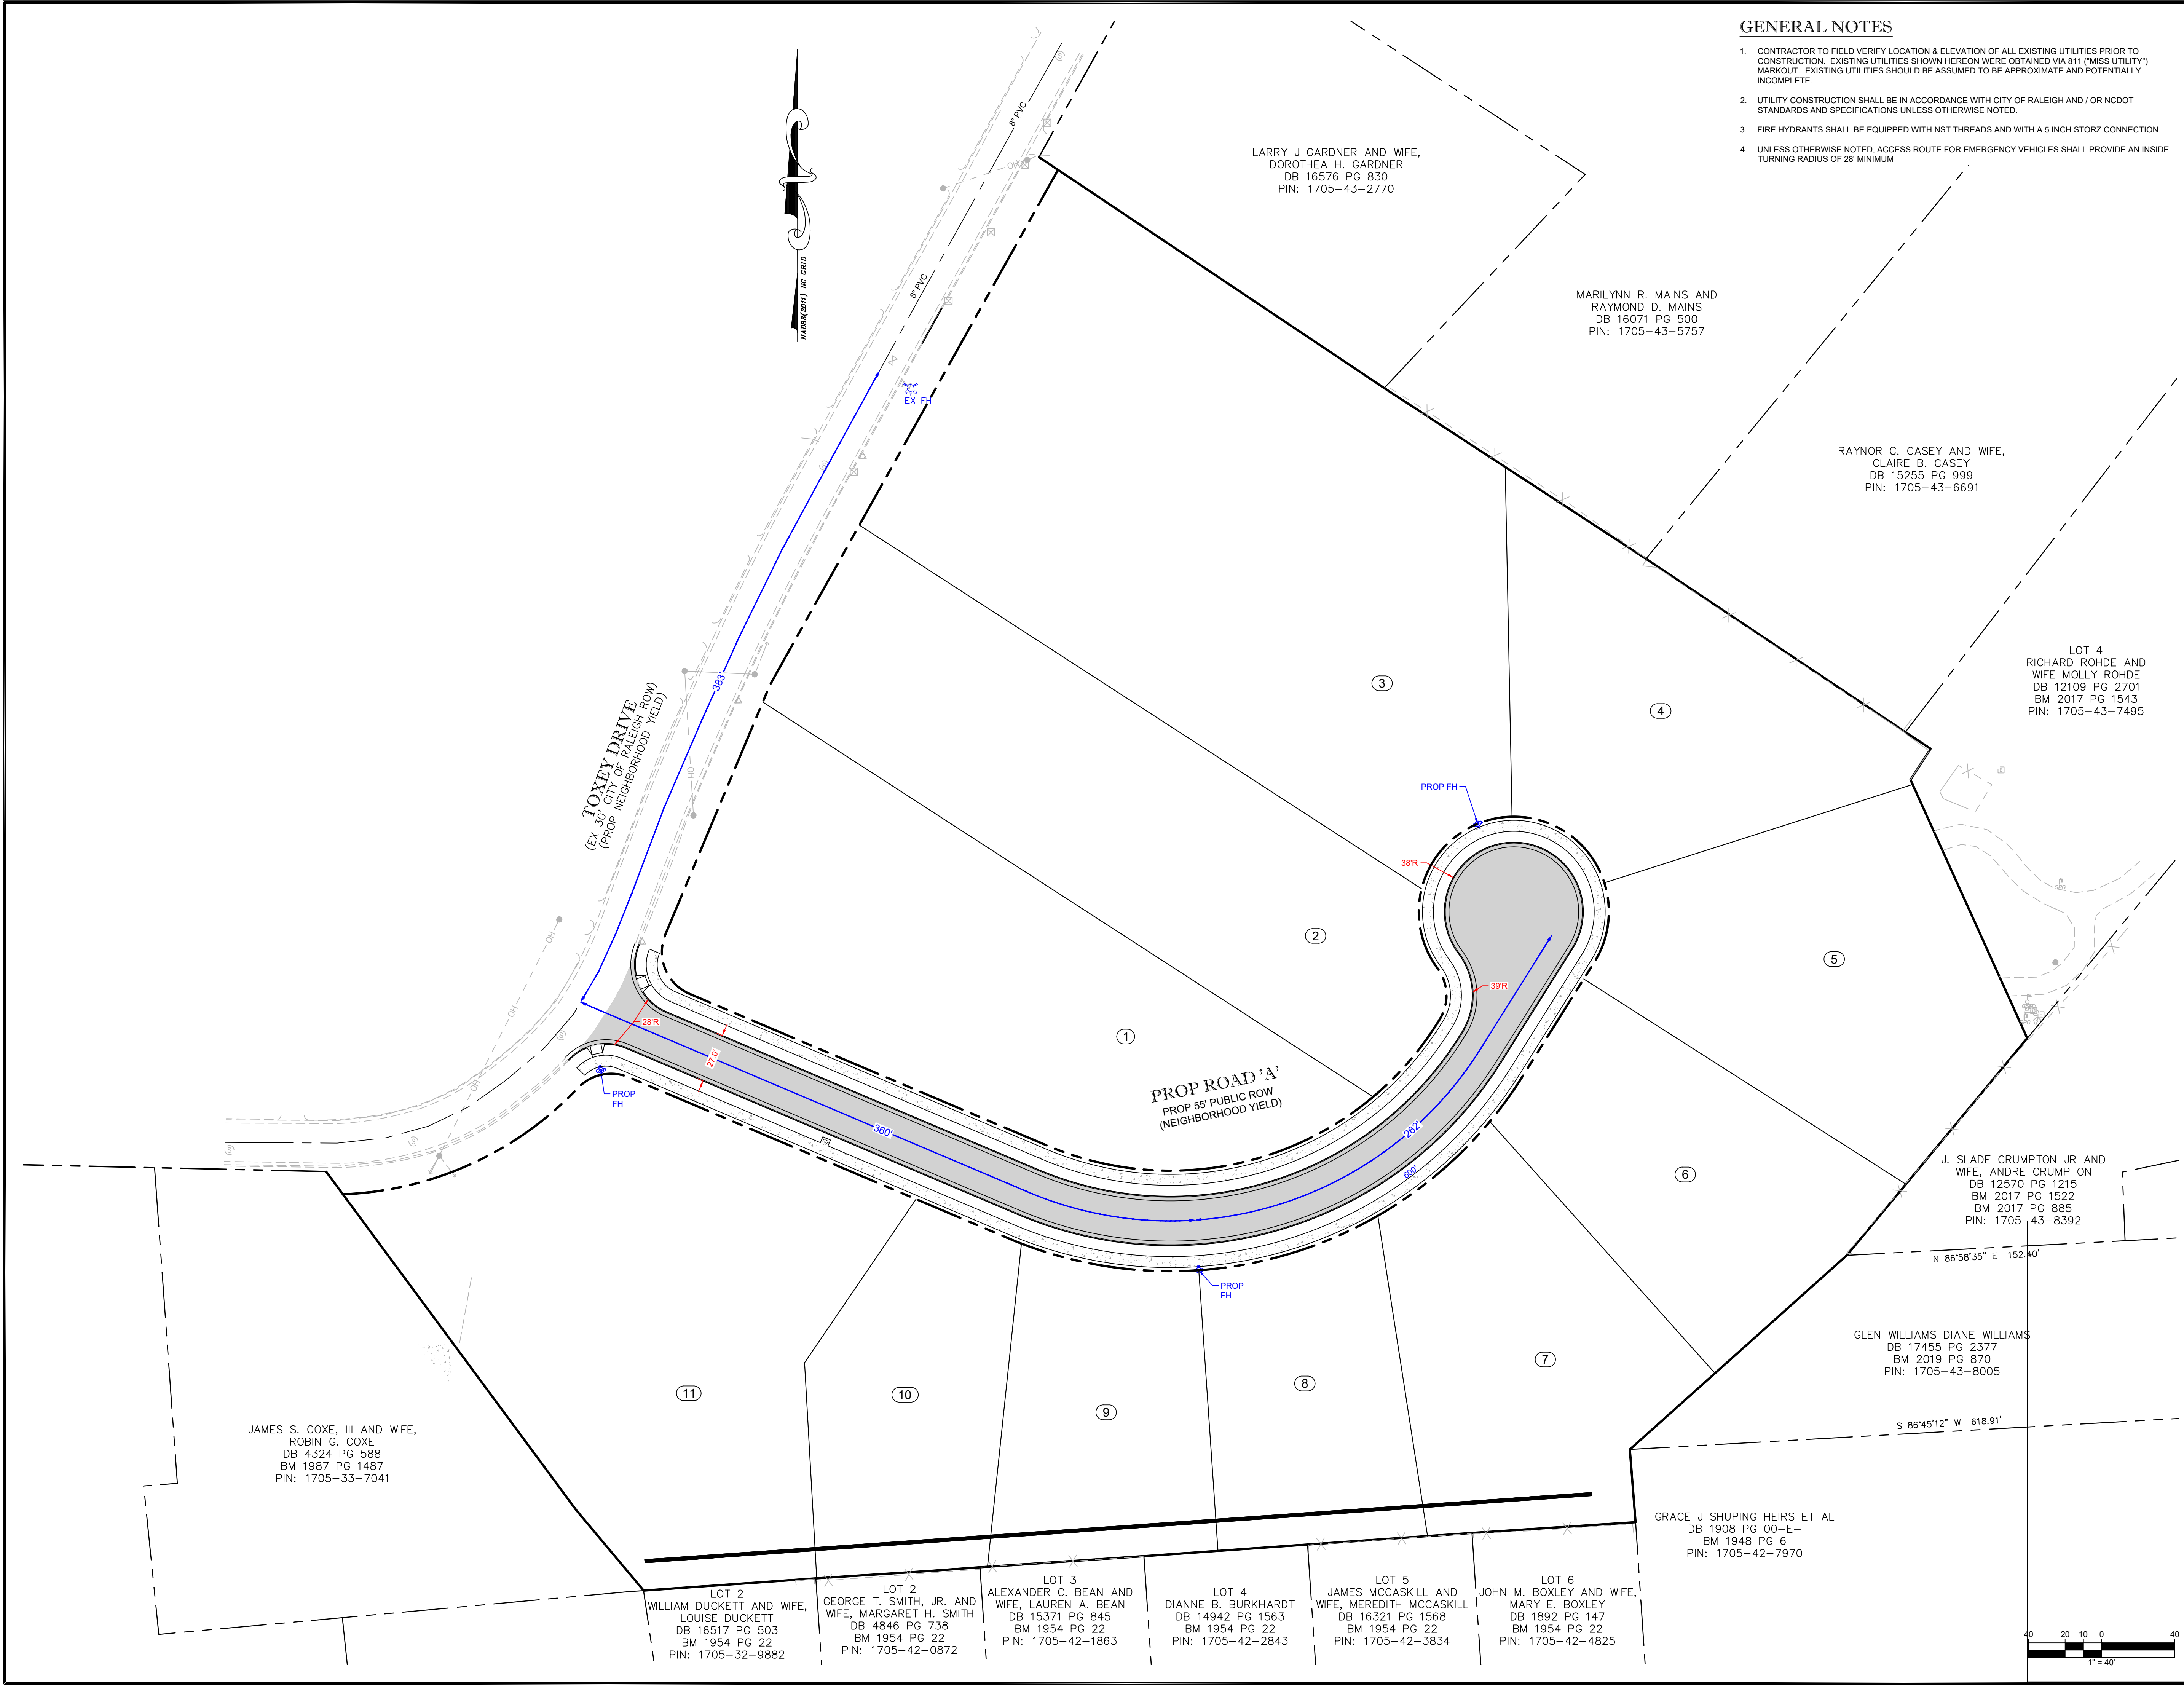 GENERAL NOTES
1. CONTRACTOR TO FIELD VERIFY LOCATION & ELEVATION OF ALL EXISTING UTILITIES PRIOR TO
CONSTRUCTION. EXISTING UTILITIES SHOWN HEREON WERE OBTAINED VIA 811 ("MISS UTILITY")
MARKOUT. EXISTING UTILITIES SHOULD BE ASSUMED TO BE APPROXIMATE AND POTENTIALLY
INCOMPLETE.
2. UTILITY CONSTRUCTION SHALL BE IN ACCORDANCE WITH CITY OF RALEIGH AND / OR NCDOT
STANDARDS AND SPECIFICATIONS UNLESS OTHERWISE NOTED.
3. FIRE HYDRANTS SHALL BE EQUIPPED WITH NST THREADS AND WITH A 5 INCH STORZ CONNECTION.
4. UNLESS OTHERWISE NOTED, ACCESS ROUTE FOR EMERGENCY VEHICLES SHALL PROVIDE AN INSIDE
TURNING RADIUS OF 28' MINIMUM
NAD83(2011) NC GRID
8" PVC
8" PVC
OH
EX FH
LARRY J GARDNER AND WIFE,
DOROTHEA H. GARDNER
DB 16576 PG 830
PIN: 1705-43-2770
MARILYNN R. MAINS AND
RAYMOND D. MAINS
DB 16071 PG 500
PIN: 1705-43-5757
RAYNOR C. CASEY AND WIFE,
CLAIRE B. CASEY
DB 15255 PG 999
PIN: 1705-43-6691
LOT 4
RICHARD ROHDE AND
WIFE MOLLY ROHDE
DB 12109 PG 2701
BM 2017 PG 1543
PIN: 1705-43-7495
383'
TOXEY DRIVE
(EX 30' CITY OF RALEIGH ROW)
(PROP NEIGHBORHOOD YIELD)
OH
OH
OH
OH
3
4
PROP FH
38'R
2
5
39'R
28'R
27.0'
1
PROP
FH
PROP ROAD 'A'
PROP 55' PUBLIC ROW
(NEIGHBORHOOD YIELD)
360'
262'
600'
6
PROP
FH
J. SLADE CRUMPTON JR AND
WIFE, ANDRE CRUMPTON
DB 12570 PG 1215
BM 2017 PG 1522
BM 2017 PG 885
PIN: 1705-43-8392
N 86°58'35" E 152.40'
GLEN WILLIAMS DIANE WILLIAMS
DB 17455 PG 2377
BM 2019 PG 870
PIN: 1705-43-8005
S 86°45'12" W 618.91'
7
8
9
10
11
JAMES S. COXE, III AND WIFE,
ROBIN G. COXE
DB 4324 PG 588
BM 1987 PG 1487
PIN: 1705-33-7041
GRACE J SHUPING HEIRS ET AL
DB 1908 PG 00-E-
BM 1948 PG 6
PIN: 1705-42-7970
LOT 2
WILLIAM DUCKETT AND WIFE,
LOUISE DUCKETT
DB 16517 PG 503
BM 1954 PG 22
PIN: 1705-32-9882
LOT 2
GEORGE T. SMITH, JR. AND
WIFE, MARGARET H. SMITH
DB 4846 PG 738
BM 1954 PG 22
PIN: 1705-42-0872
LOT 3
ALEXANDER C. BEAN AND
WIFE, LAUREN A. BEAN
DB 15371 PG 845
BM 1954 PG 22
PIN: 1705-42-1863
LOT 4
DIANNE B. BURKHARDT
DB 14942 PG 1563
BM 1954 PG 22
PIN: 1705-42-2843
LOT 5
JAMES MCCASKILL AND
WIFE, MEREDITH MCCASKILL
DB 16321 PG 1568
BM 1954 PG 22
PIN: 1705-42-3834
LOT 6
JOHN M. BOXLEY AND WIFE,
MARY E. BOXLEY
DB 1892 PG 147
BM 1954 PG 22
PIN: 1705-42-4825
40 20 10 0 40
1" = 40'